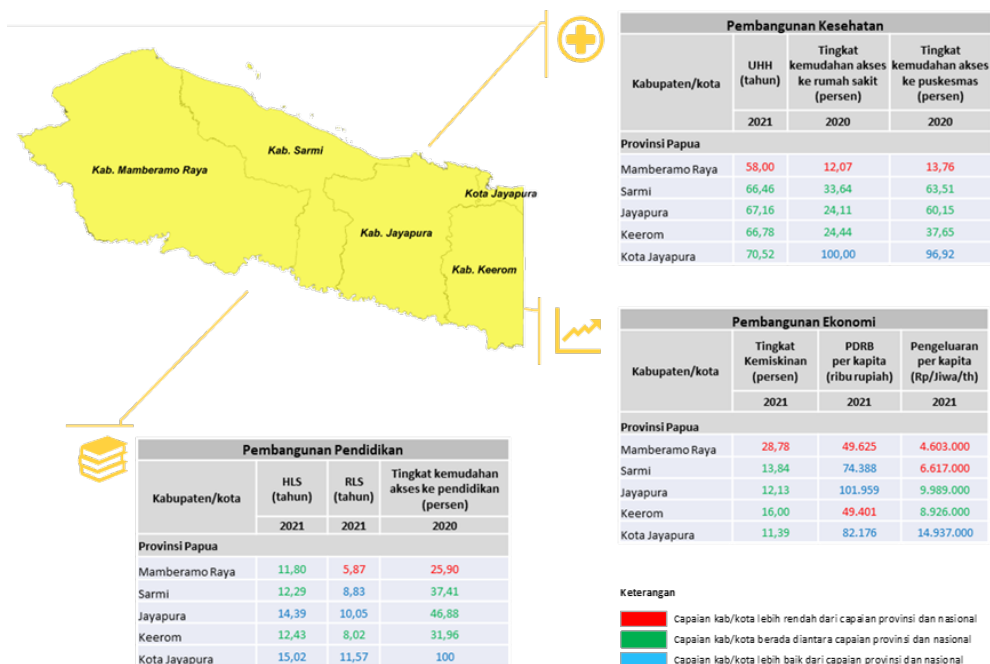 Kab. Mamberamo Raya
Kab. Sarmi
Kota Jayapura
Kab. Jayapura
Kab. Keerom
Pembangunan Kesehatan
Kabupaten/kota
UHH (tahun)
Tingkat kemudahan akses ke rumah sakit (persen)
Tingkat kemudahan akses ke puskesmas (persen)
2021 2020 2020
Provinsi Papua
Mamberamo Raya 58,00 12,07 13,76
Sarmi 66,46 33,64 63,51
Jayapura 67,16 24,11 60,15
Keerom 66,78 24,44 37,65
Kota Jayapura 70,52 100,00 96,92
Pembangunan Ekonomi
Kabupaten/kota
Tingkat Kemiskinan (persen)
PDRB per kapita (ribu rupiah)
Pengeluaran per kapita (Rp/Jiwa/th)
2021 2021 2021
Provinsi Papua
Mamberamo Raya 28,78 49.625 4.603.000
Sarmi 13,84 74.388 6.617.000
Jayapura 12,13 101.959 9.989.000
Keerom 16,00 49.401 8.926.000
Kota Jayapura 11,39 82.176 14.937.000
Pembangunan Pendidikan
Kabupaten/kota
HLS (tahun)
RLS (tahun)
Tingkat kemudahan akses ke pendidikan (persen)
2021 2021 2020
Provinsi Papua
Mamberamo Raya 11,80 5,87 25,90
Sarmi 12,29 8,83 37,41
Jayapura 14,39 10,05 46,88
Keerom 12,43 8,02 31,96
Kota Jayapura 15,02 11,57 100
Keterangan
Capaian kab/kota lebih rendah dari capaian provinsi dan nasional
Capaian kab/kota berada diantara capaian provinsi dan nasional
Capaian kab/kota lebih baik dari capaian provinsi dan nasional